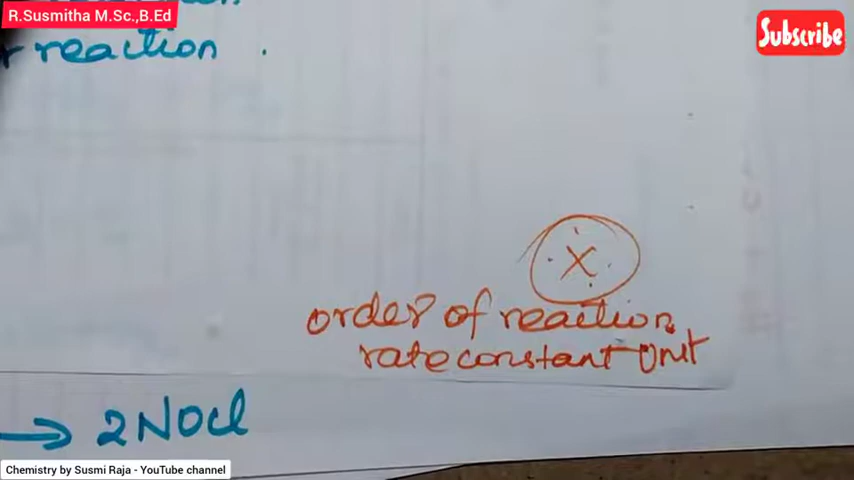 R.Susmitha M.Sc.,B.Ed
Subscribe
reaction .
X
order of reaction
rate constant unit
→ 2NOCl
Chemistry by Susmi Raja - YouTube channel